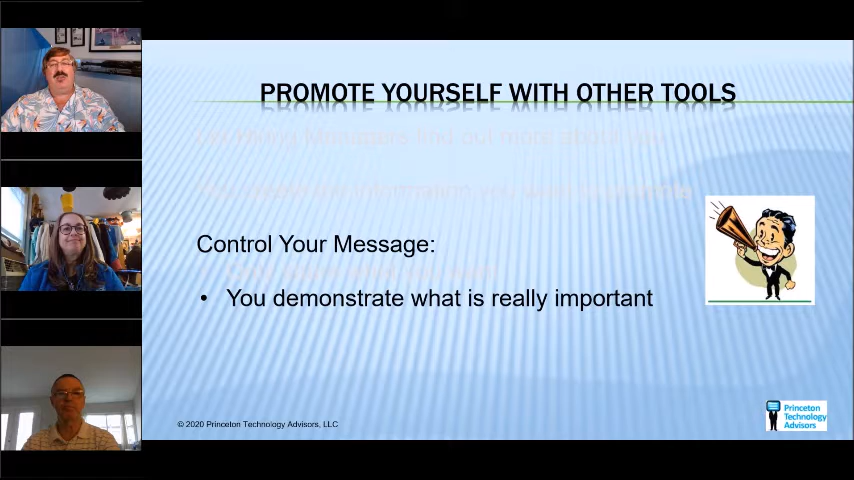 PROMOTE YOURSELF WITH OTHER TOOLS
Control Your Message:
• You demonstrate what is really important
© 2020 Princeton Technology Advisors, LLC
Princeton
Technology
Advisors